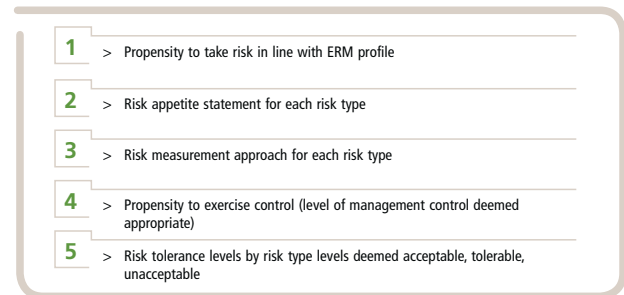 1 > Propensity to take risk in line with ERM profile
2 > Risk appetite statement for each risk type
3 > Risk measurement approach for each risk type
4 > Propensity to exercise control (level of management control deemed
appropriate)
5 > Risk tolerance levels by risk type levels deemed acceptable, tolerable,
unacceptable